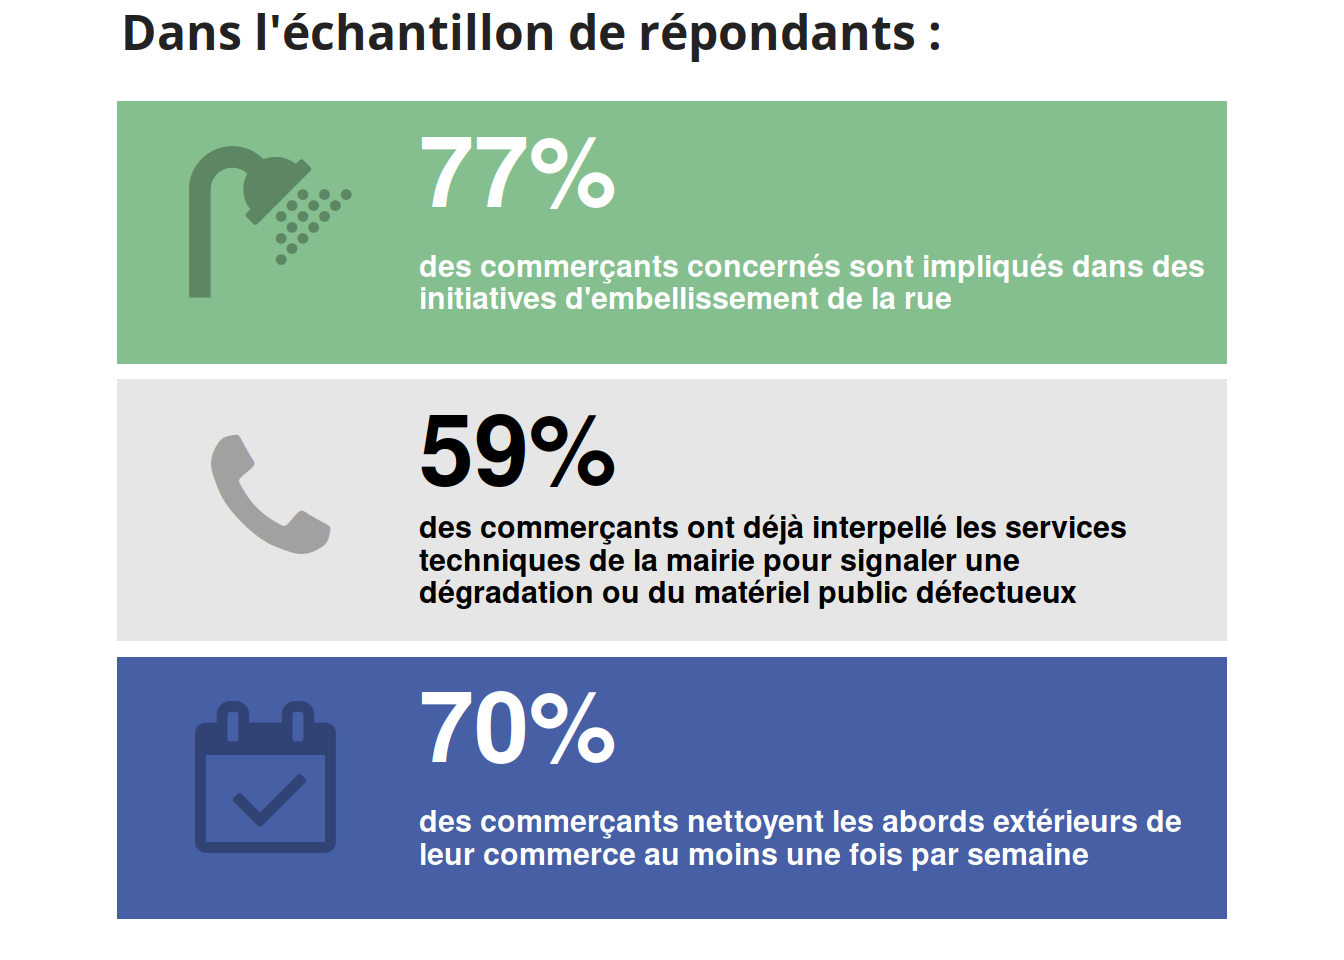 Dans l'échantillon de répondants :
77%
des commerçants concernés sont impliqués dans des
initiatives d'embellissement de la rue
59%
des commerçants ont déjà interpellé les services
techniques de la mairie pour signaler une
dégradation ou du matériel public défectueux
70%
des commerçants nettoyent les abords extérieurs de
leur commerce au moins une fois par semaine